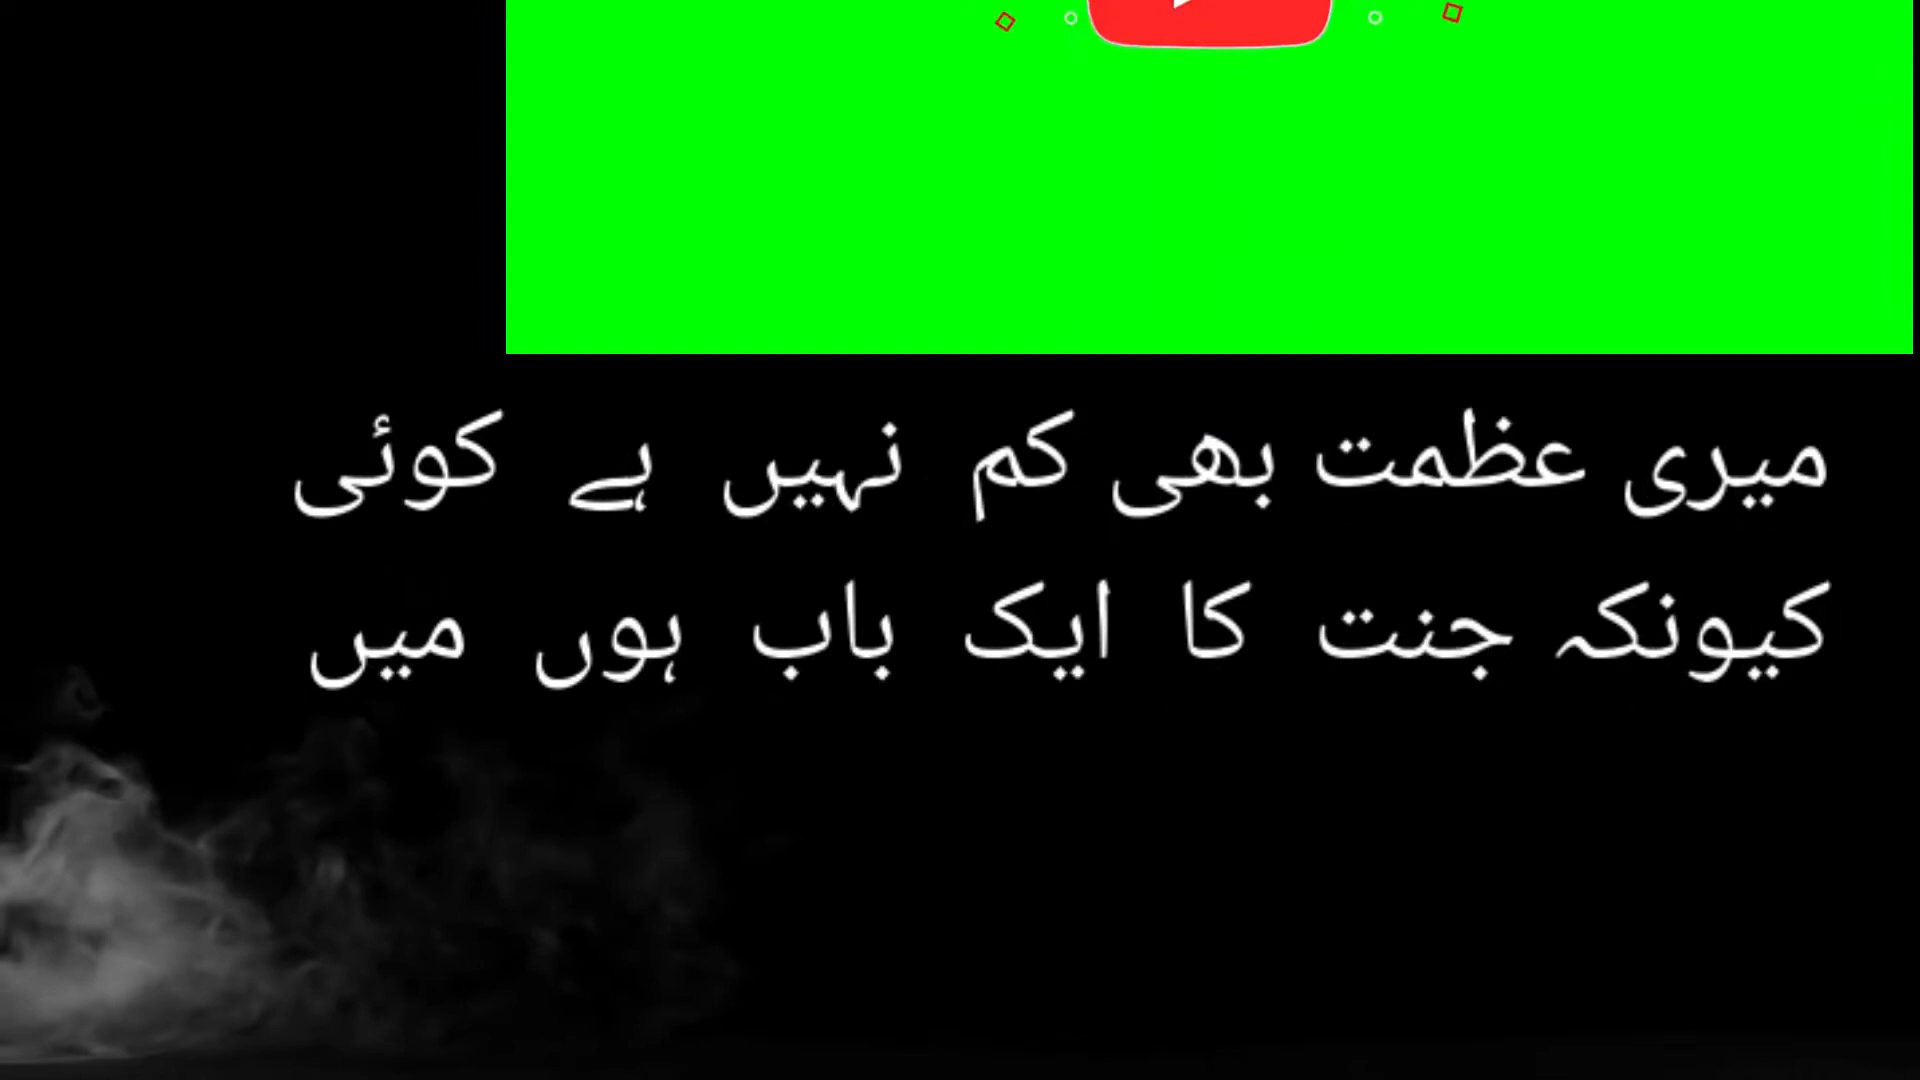 میری عظمت بھی کم نہیں ہے کوئی
کیونکہ جنت کا ایک باب ہوں میں